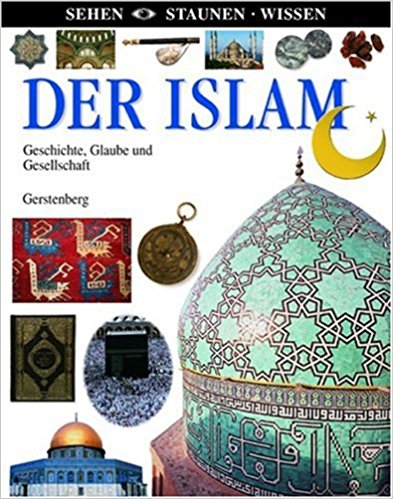 SEHEN STAUNEN · WISSEN
DER ISLAM
Geschichte, Glaube und
Gesellschaft
Gerstenberg